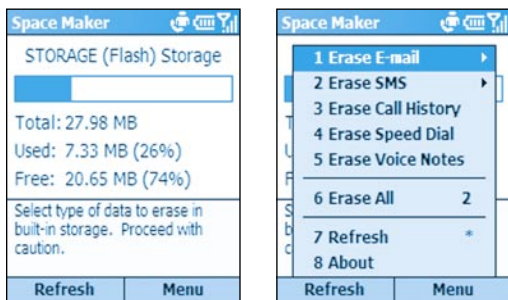 Space Maker
STORAGE (Flash) Storage
Total: 27.98 MB
Used: 7.33 MB (26%)
Free: 20.65 MB (74%)
Select type of data to erase in
built-in storage. Proceed with
caution.
Refresh Menu
Space Maker
1 Erase E-mail
2 Erase SMS
3 Erase Call History
4 Erase Speed Dial
5 Erase Voice Notes
6 Erase All 2
7 Refresh *
8 About
Refresh Menu